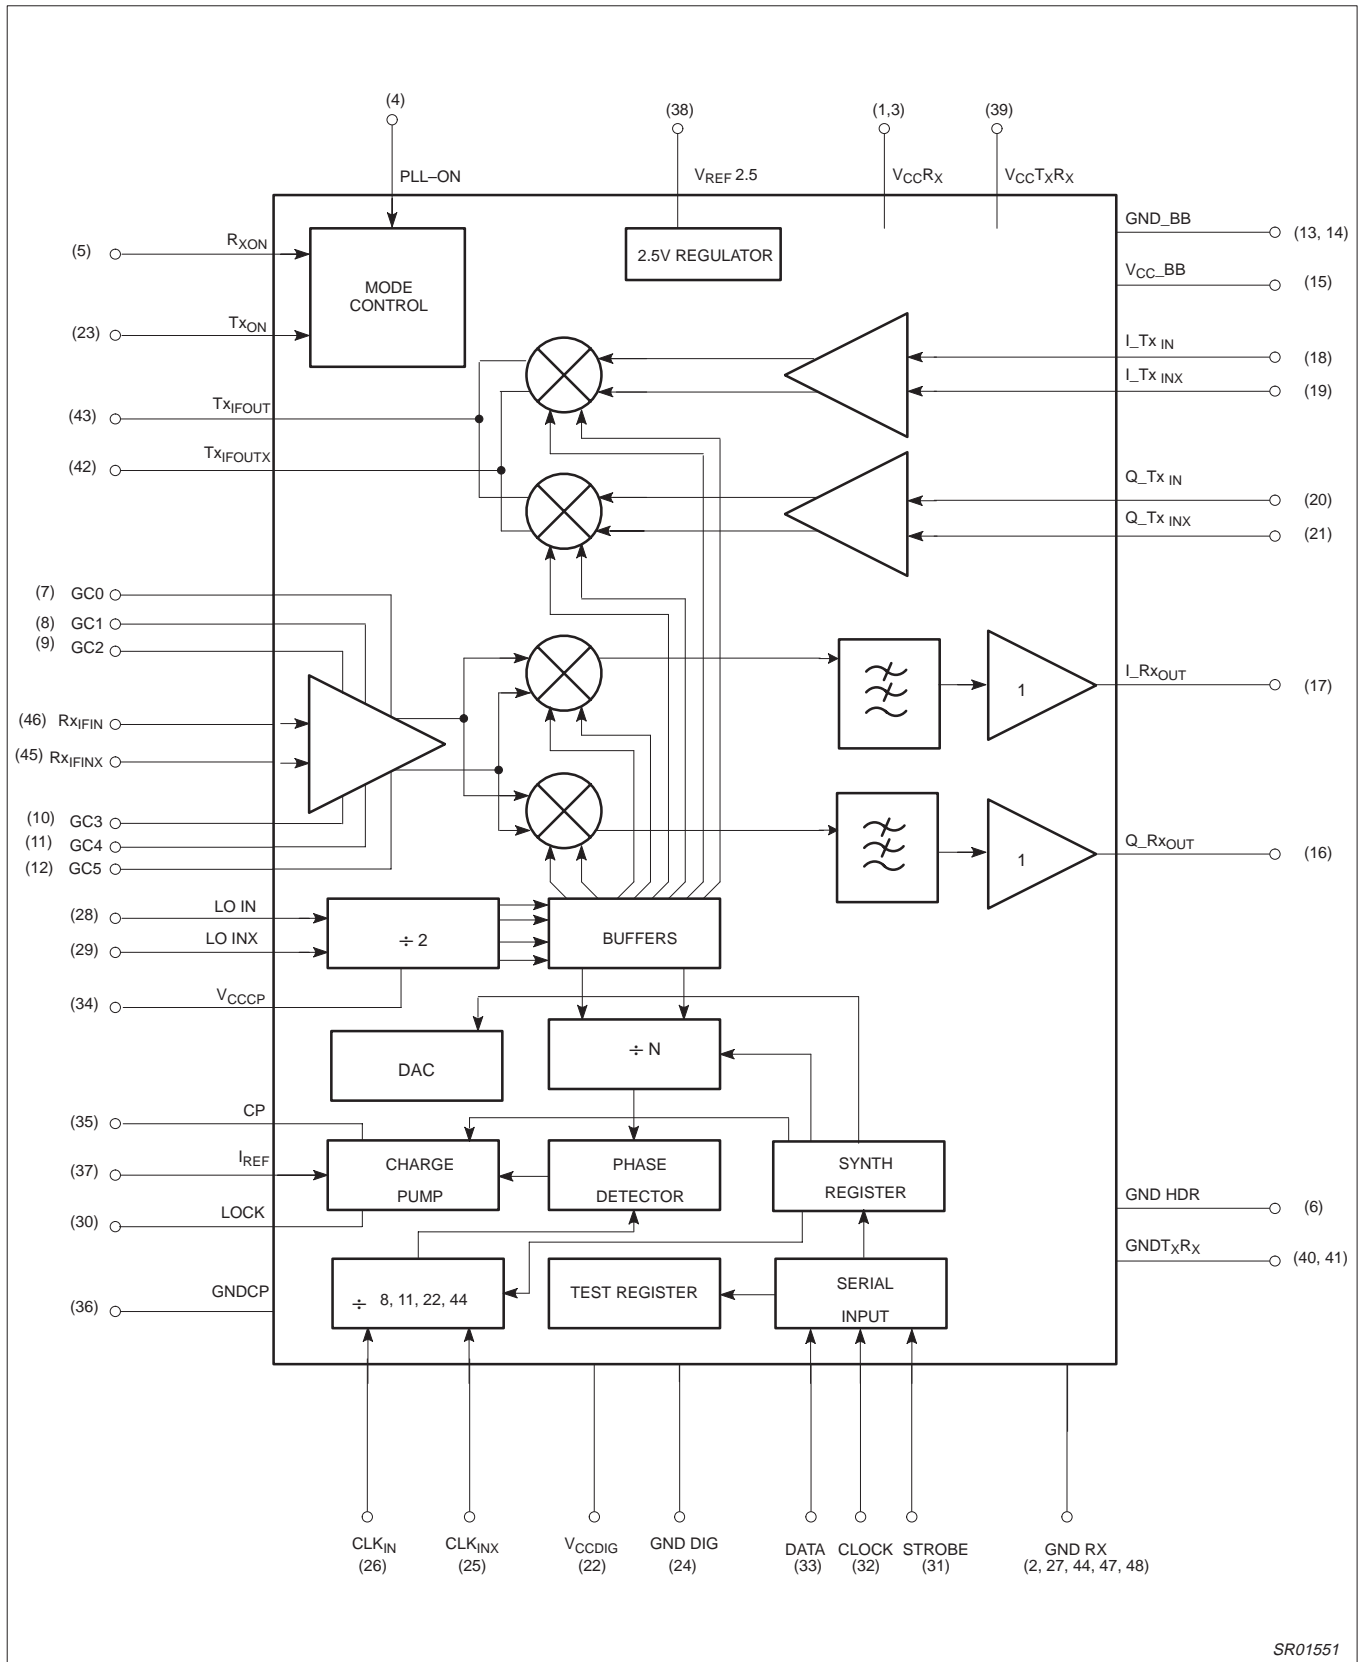 (4)
(38)
(1,3)
(39)
PLL–ON
VREF 2.5
VCCRX
VCCTXRX
GND_BB
(13, 14)
(5)
RXON
2.5V REGULATOR
MODE
CONTROL
VCC_BB
(15)
(23)
TxON
I_Tx IN
(18)
I_Tx INX
(19)
(43)
TxIFOUT
(42)
TxIFOUTX
Q_Tx IN
(20)
Q_Tx INX
(21)
(7) GC0
(8) GC1
(9) GC2
(46) RxIFIN
(45) RxIFINX
1
I_RxOUT
(17)
(10) GC3
(11) GC4
(12) GC5
1
Q_RxOUT
(16)
(28)
LO IN
(29)
LO INX
÷ 2
BUFFERS
(34)
VCCCP
DAC
÷ N
(35)
CP
(37)
IREF
(30)
LOCK
CHARGE
PUMP
PHASE
DETECTOR
SYNTH
REGISTER
GND HDR
(6)
GNDTXRX
(40, 41)
(36)
GNDCP
÷ 8, 11, 22, 44
TEST REGISTER
SERIAL
INPUT
CLKIN
(26)
CLKINX
(25)
VCCDIG
(22)
GND DIG
(24)
DATA
(33)
CLOCK
(32)
STROBE
(31)
GND RX
(2, 27, 44, 47, 48)
SR01551